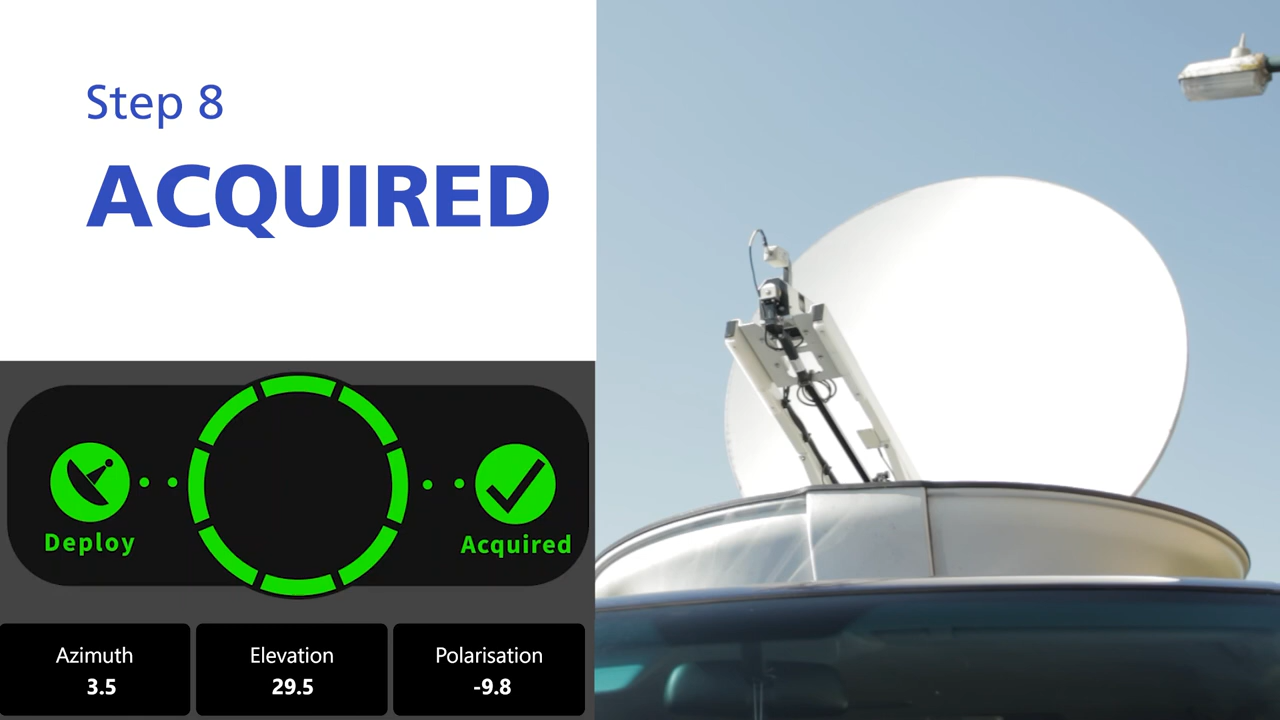 Step 8
ACQUIRED
Deploy
Acquired
Azimuth
Elevation
Polarisation
3.5
29.5
-9.8